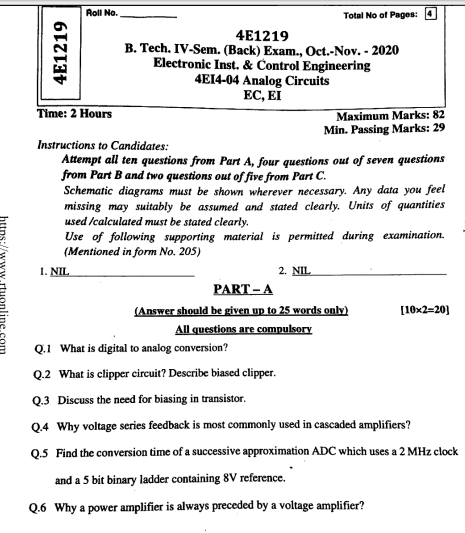 Roll No. ________
Total No of Pages: 4
4E1219
4E1219
B. Tech. IV-Sem. (Back) Exam., Oct.-Nov. - 2020
Electronic Inst. & Control Engineering
4EI4-04 Analog Circuits
EC, EI
Time: 2 Hours
Maximum Marks: 82
Min. Passing Marks: 29
Instructions to Candidates:
Attempt all ten questions from Part A, four questions out of seven questions
from Part B and two questions out of five from Part C.
Schematic diagrams must be shown wherever necessary. Any data you feel
missing may suitably be assumed and stated clearly. Units of quantities
used /calculated must be stated clearly.
Use of following supporting material is permitted during examination.
(Mentioned in form No. 205)
1. NIL
2. NIL
PART – A
(Answer should be given up to 25 words only) [10×2=20]
All questions are compulsory
Q.1 What is digital to analog conversion?
Q.2 What is clipper circuit? Describe biased clipper.
Q.3 Discuss the need for biasing in transistor.
Q.4 Why voltage series feedback is most commonly used in cascaded amplifiers?
Q.5 Find the conversion time of a successive approximation ADC which uses a 2 MHz clock
and a 5 bit binary ladder containing 8V reference.
Q.6 Why a power amplifier is always preceded by a voltage amplifier?
https://www.rtuonline.com